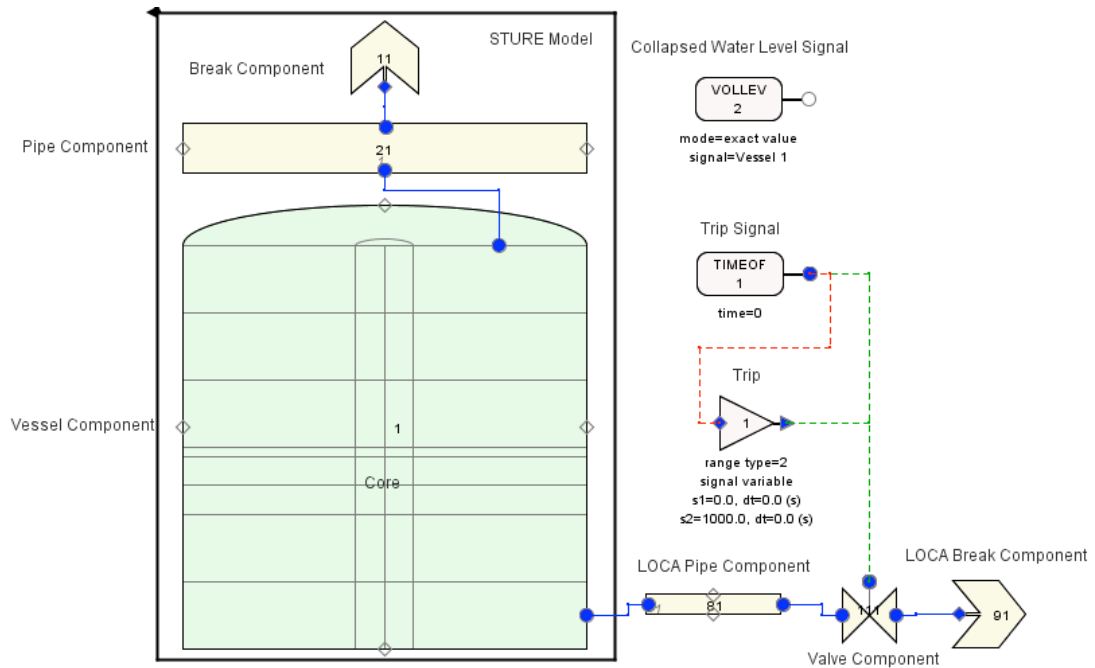 STURE Model
Collapsed Water Level Signal
Break Component
11
VOLLEV
2
mode=exact value
signal=Vessel 1
Pipe Component
21
1
Trip Signal
TIMEOF
1
time=0
Trip
1
Vessel Component
1
Core
range type=2
signal variable
s1=0.0, dt=0.0 (s)
s2=1000.0, dt=0.0 (s)
LOCA Pipe Component
LOCA Break Component
1
81
111
91
Valve Component